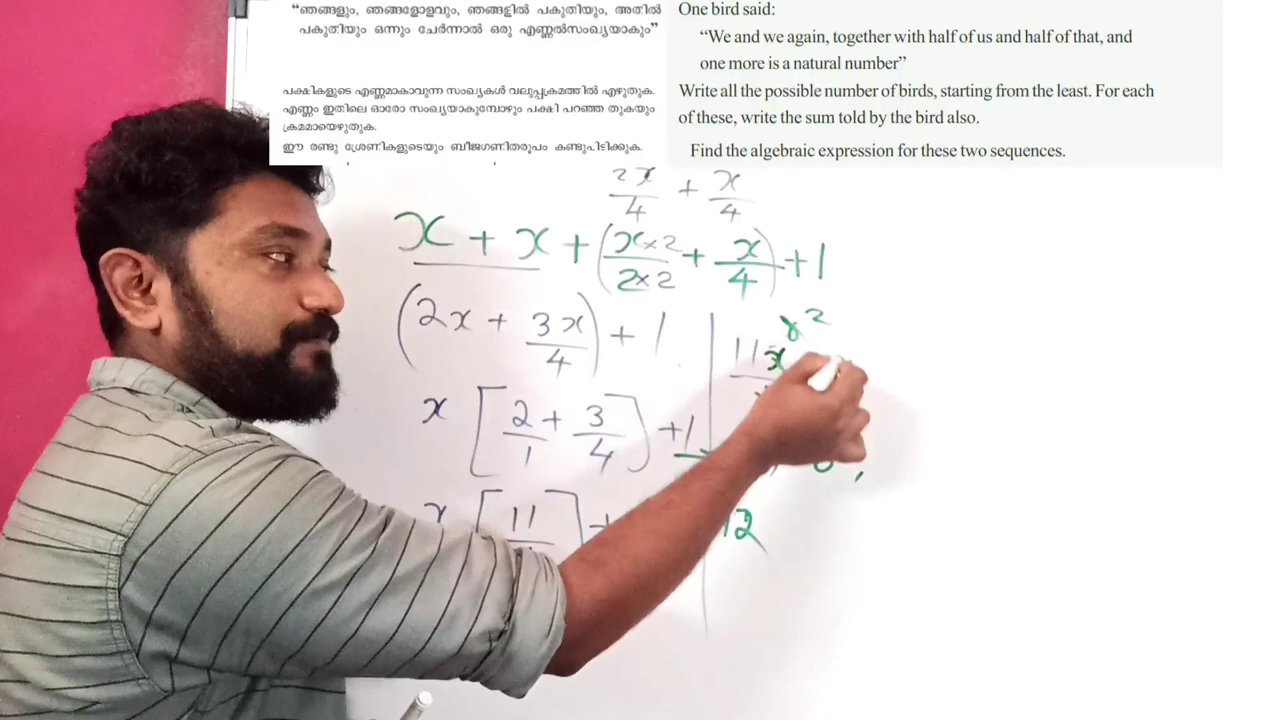 “ഞങ്ങളും, ഞങ്ങളോളവും, ഞങ്ങളിൽ പകുതിയും, അതിൽ
പകുതിയും ഒന്നും ചേർന്നാൽ ഒരു എണ്ണൽസംഖ്യയാകും”
പക്ഷികളുടെ എണ്ണമാകാവുന്ന സംഖ്യകൾ വലുപ്പക്രമത്തിൽ എഴുതുക.
എണ്ണം ഇതിലെ ഓരോ സംഖ്യയാകുമ്പോഴും പക്ഷി പറഞ്ഞ തുകയും
ക്രമമായെഴുതുക.
ഈ രണ്ടു ശ്രേണികളുടെയും ബീജഗണിതരൂപം കണ്ടുപിടിക്കുക.
One bird said:
“We and we again, together with half of us and half of that, and
one more is a natural number”
Write all the possible number of birds, starting from the least. For each
of these, write the sum told by the bird also.
Find the algebraic expression for these two sequences.
2x/4 + x/4
x + x + (x×2/2×2 + x/4) + 1
(2x + 3x/4) + 1
x [2/1 + 3/4] + 1
x [11
11x
12